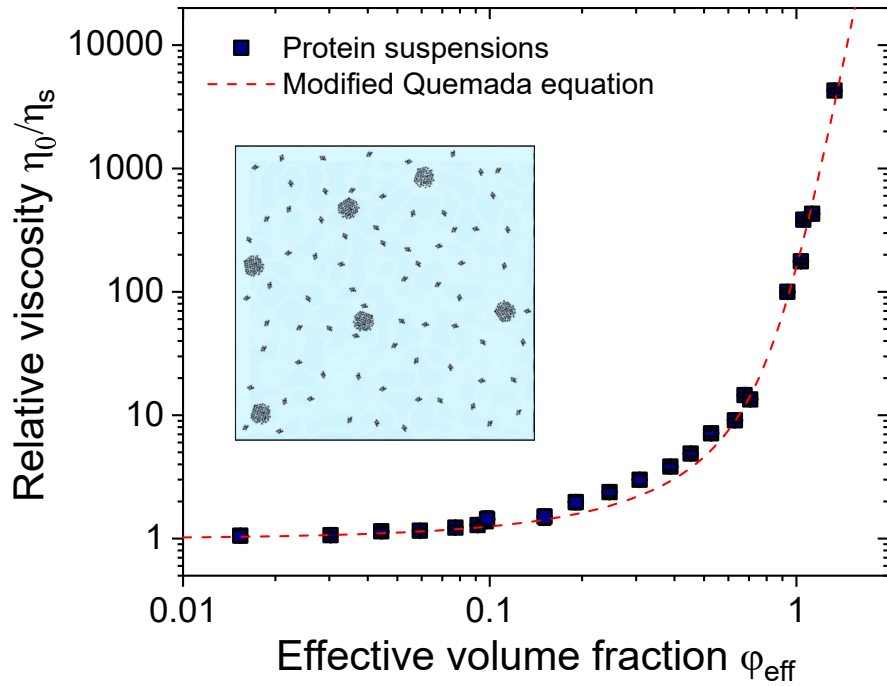 Relative viscosity η₀/ηₛ
10000
1000
100
10
1
Protein suspensions
Modified Quemada equation
0.01
0.1
1
Effective volume fraction φ_eff